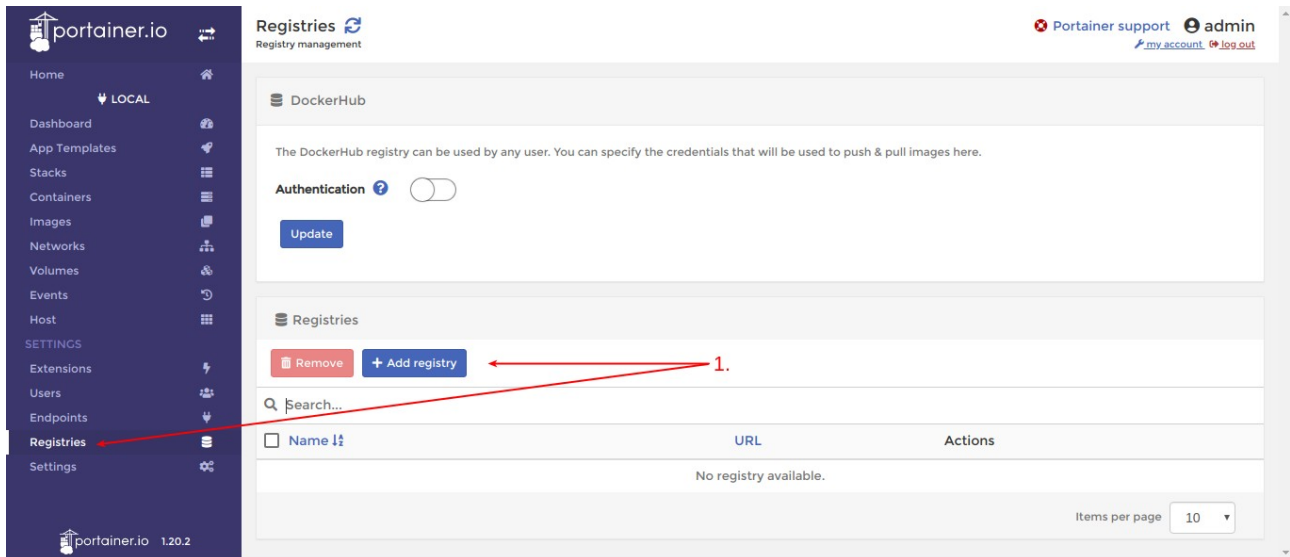 portainer.io
Home
LOCAL
Dashboard
App Templates
Stacks
Containers
Images
Networks
Volumes
Events
Host
SETTINGS
Extensions
Users
Endpoints
Registries
Settings
portainer.io 1.20.2
Registries
Registry management
Portainer support admin
my account log out
DockerHub
The DockerHub registry can be used by any user. You can specify the credentials that will be used to push & pull images here.
Authentication ?
Update
Registries
Remove + Add registry 1.
Search...
Name URL Actions
No registry available.
Items per page 10